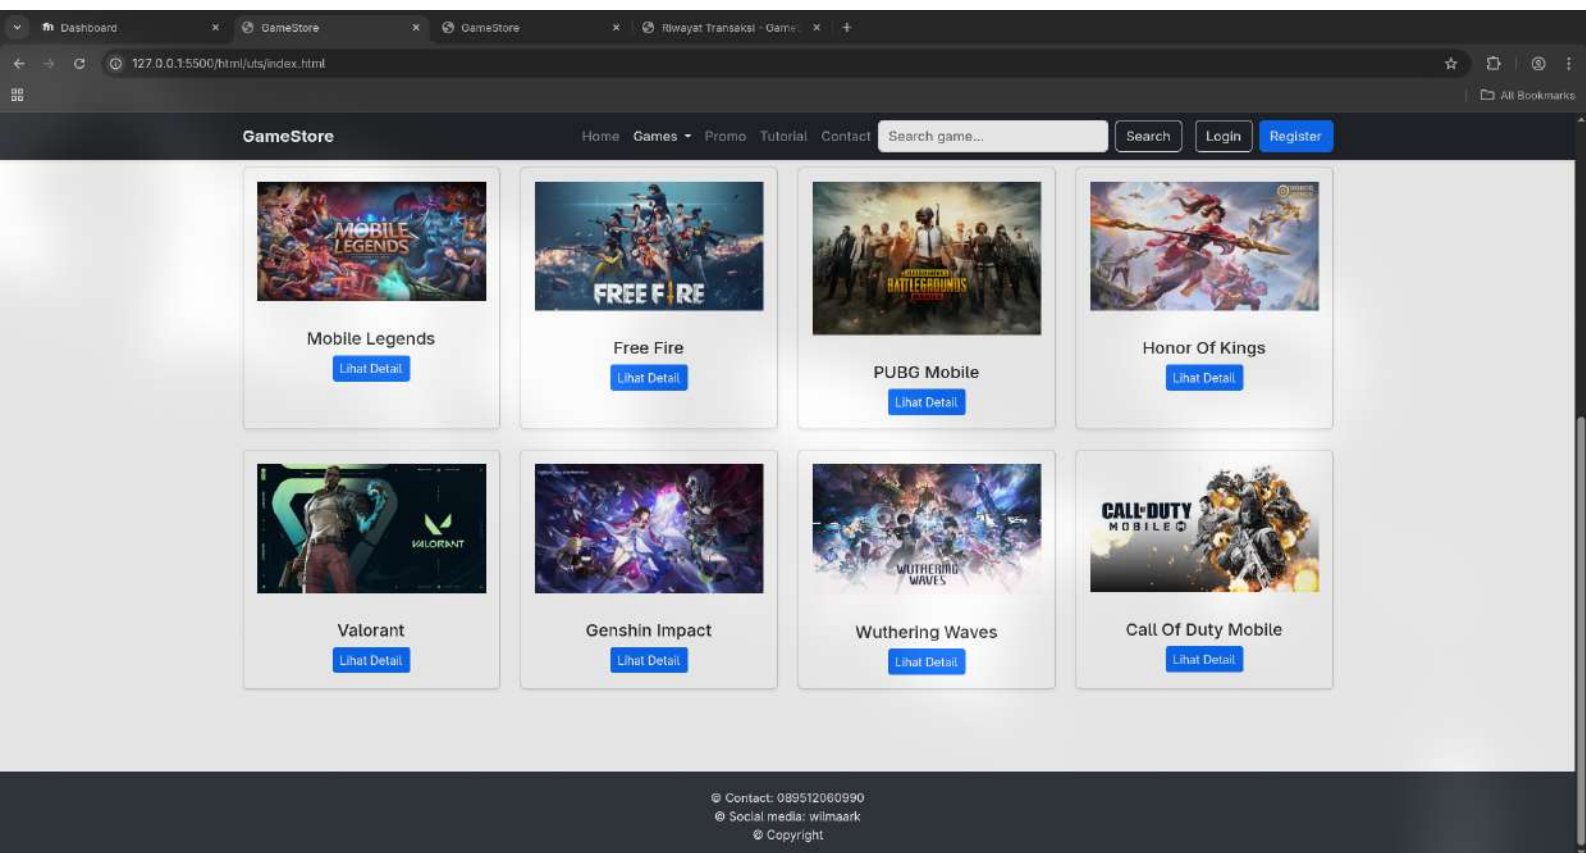 Dashboard
GameStore
GameStore
Riwayat Transaksi - Game
127.0.0.1:5500/html/uts/index.html
All Bookmarks
GameStore
Home Games Promo Tutorial Contact
Search game...
Search
Login
Register
MOBILE LEGENDS
FREE FIRE
BATTLEGROUNDS
Mobile Legends
Free Fire
PUBG Mobile
Honor Of Kings
Lihat Detail
Lihat Detail
Lihat Detail
Lihat Detail
VALORANT
WUTHERING
WAVES
CALL OF DUTY
MOBILE
Valorant
Genshin Impact
Wuthering Waves
Call Of Duty Mobile
Lihat Detail
Lihat Detail
Lihat Detail
Lihat Detail
© Contact: 089512060990
© Social media: wilmaark
© Copyright